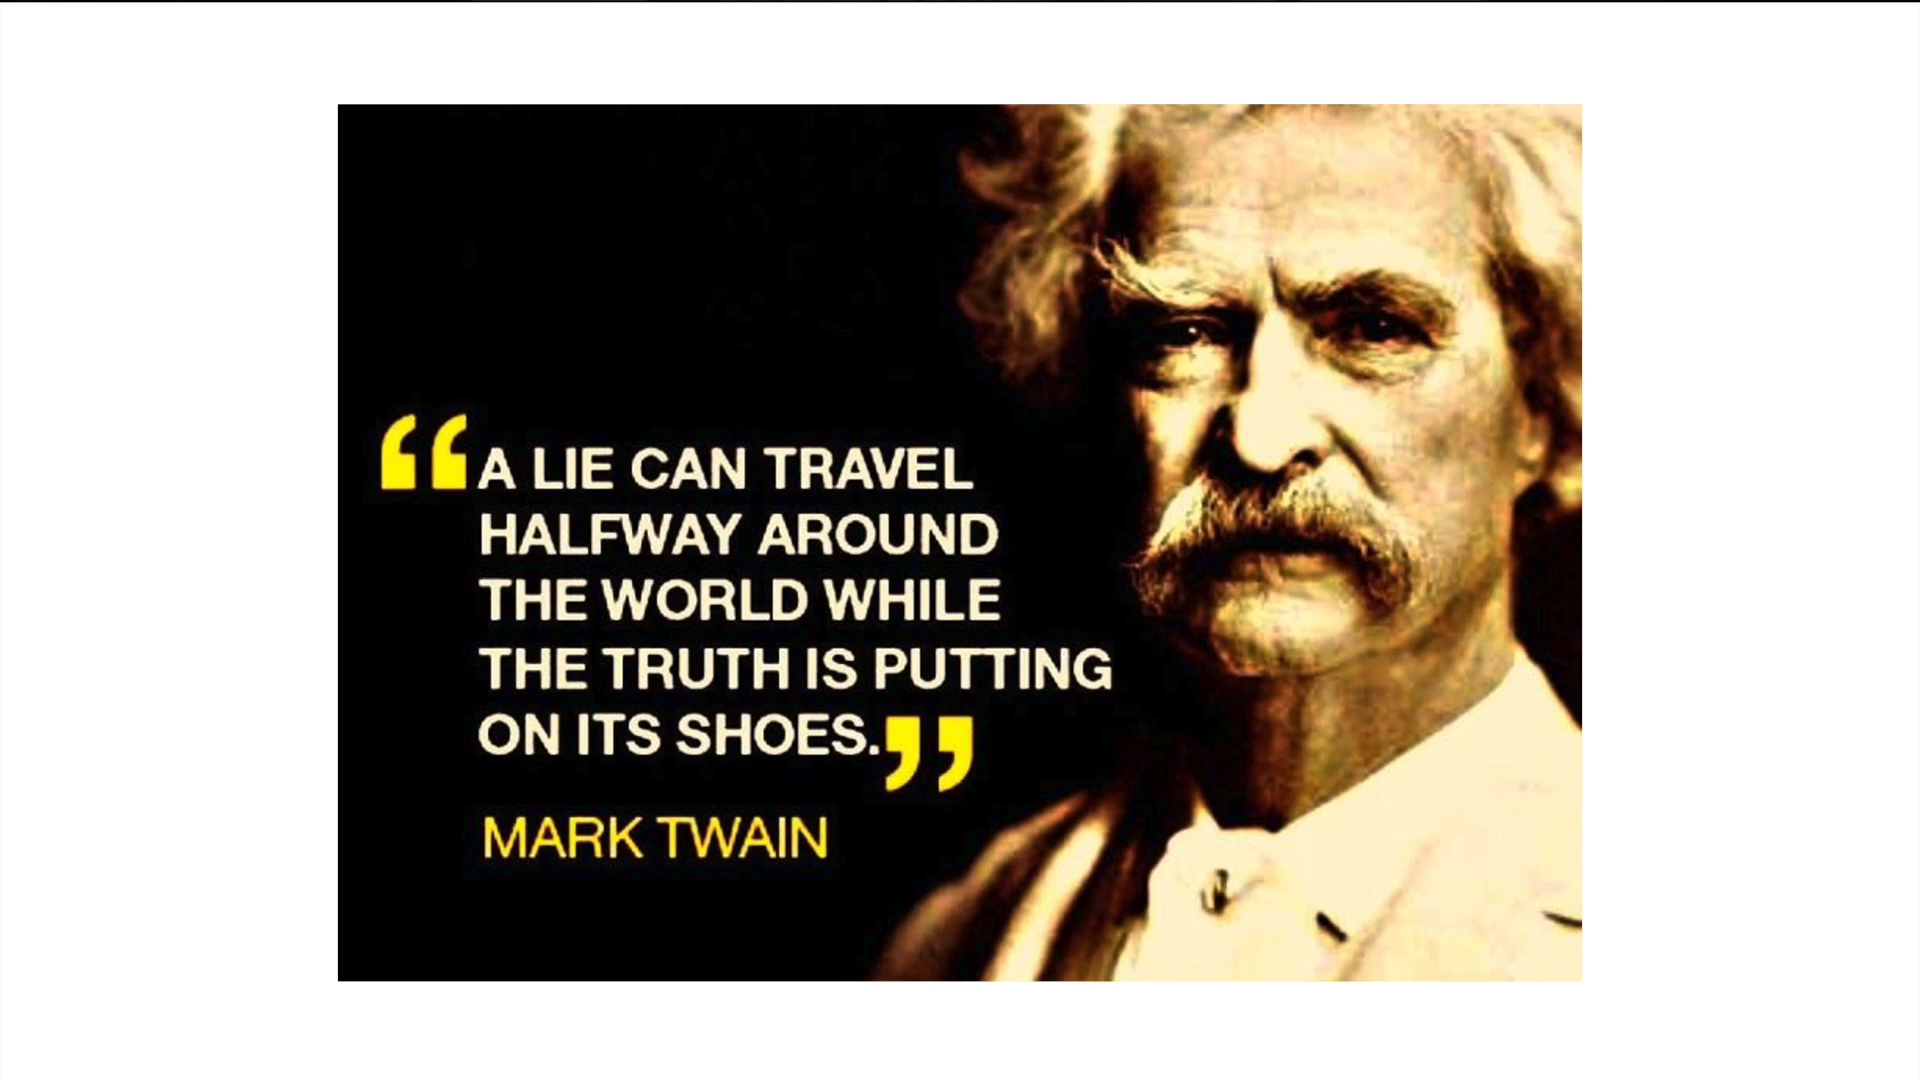 “A LIE CAN TRAVEL
HALFWAY AROUND
THE WORLD WHILE
THE TRUTH IS PUTTING
ON ITS SHOES.”
MARK TWAIN